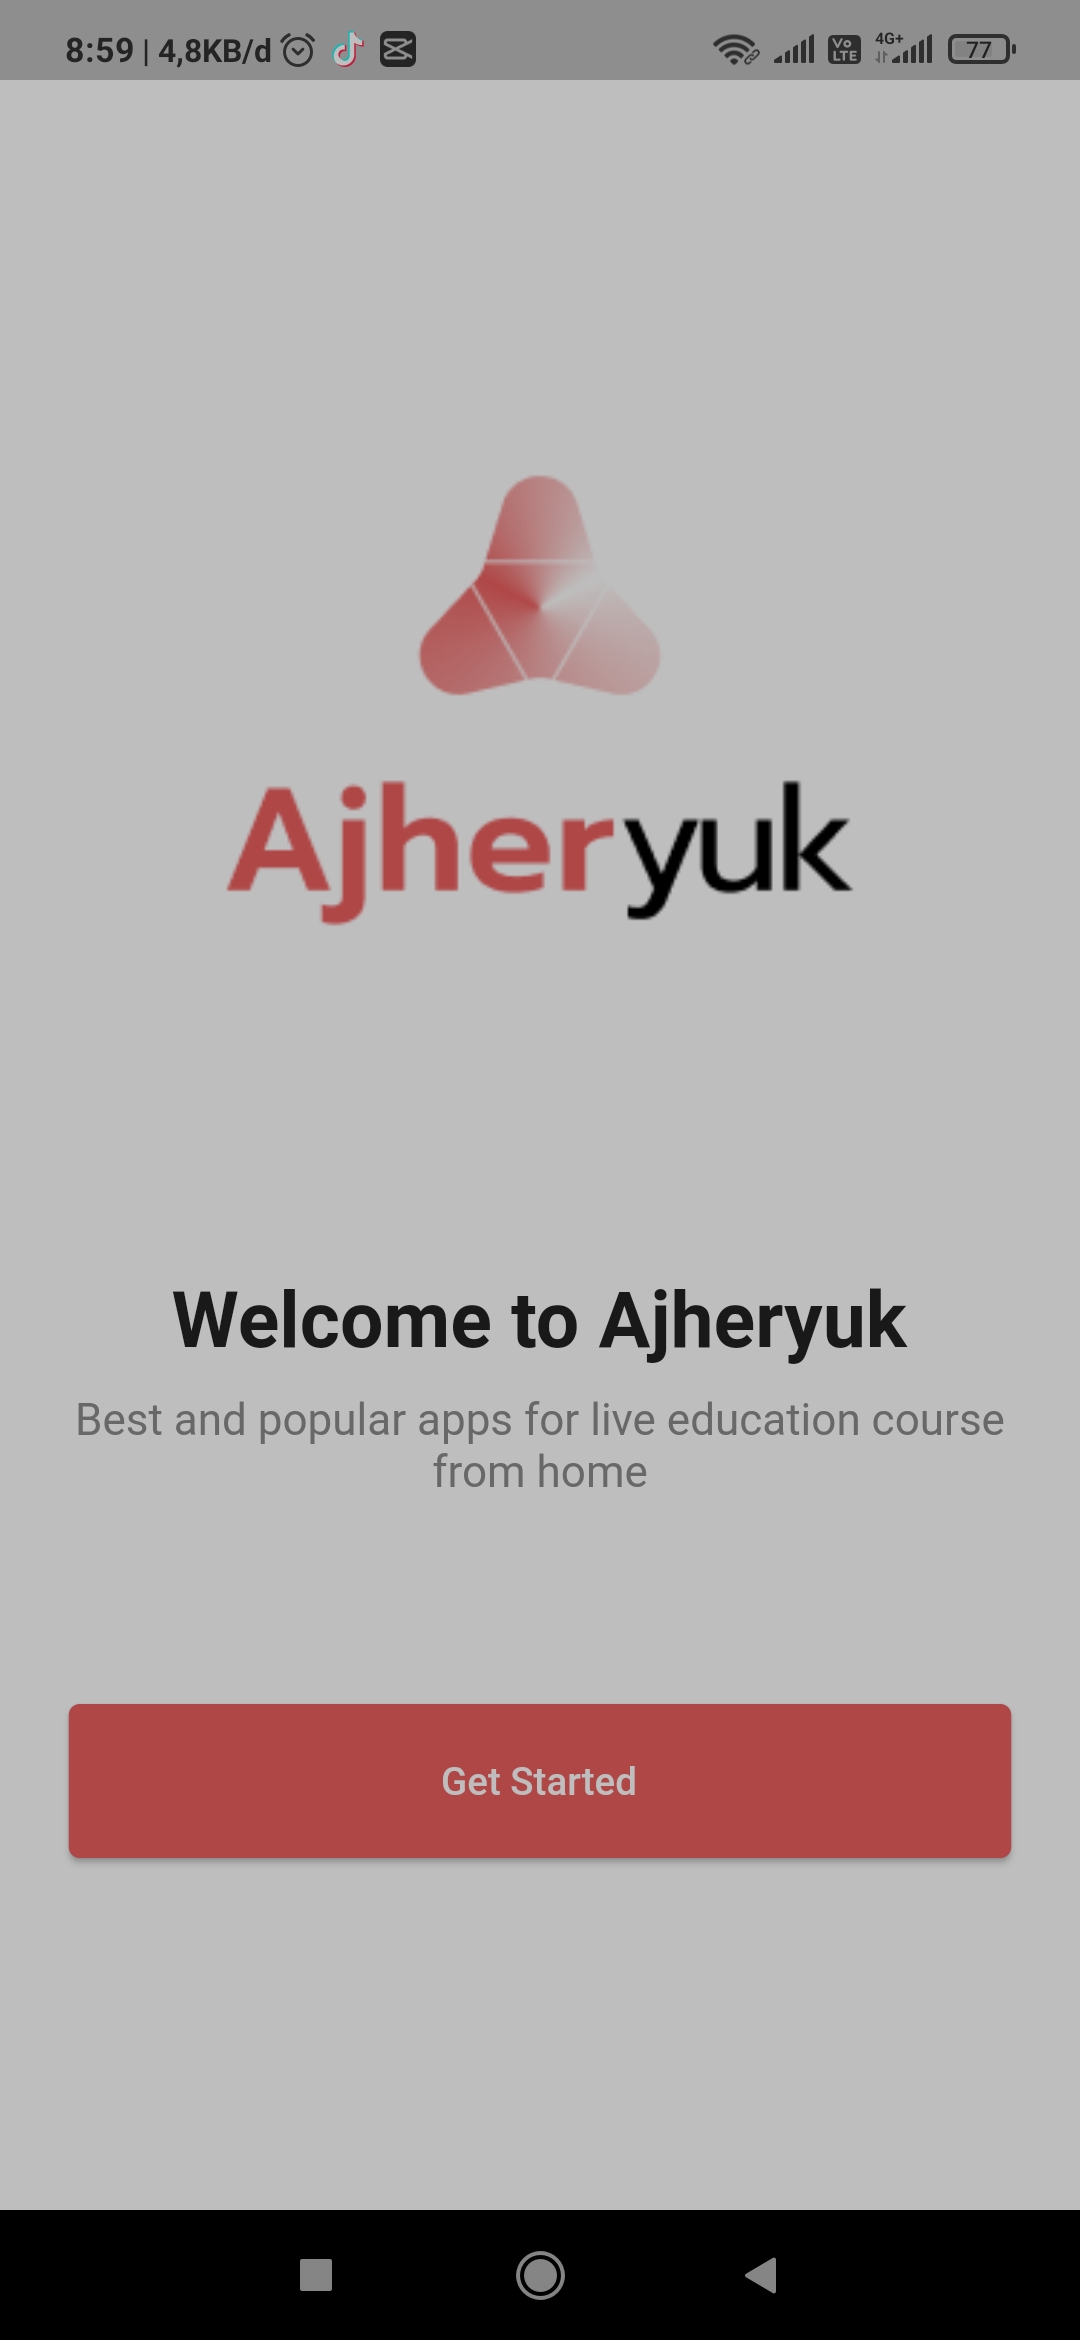 8:59 | 4,8KB/d
Vo LTE 4G+ 77
Ajheryuk
Welcome to Ajheryuk
Best and popular apps for live education course
from home
Get Started